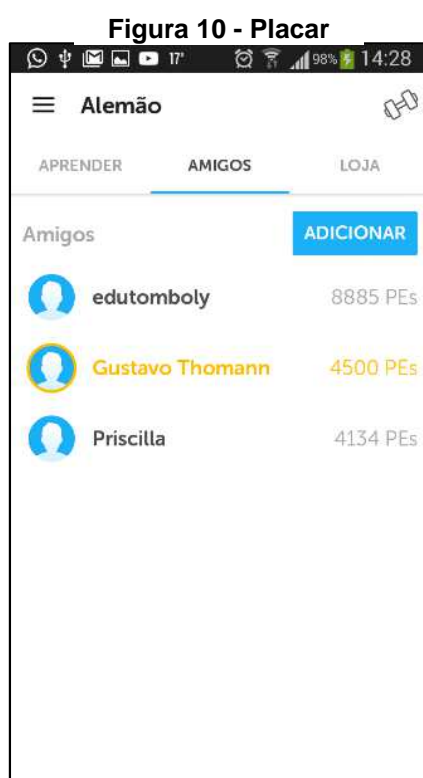 Figura 10 - Placar
17° 98% 14:28
Alemão
APRENDER AMIGOS LOJA
Amigos ADICIONAR
edutomboly 8885 PEs
Gustavo Thomann 4500 PEs
Priscilla 4134 PEs